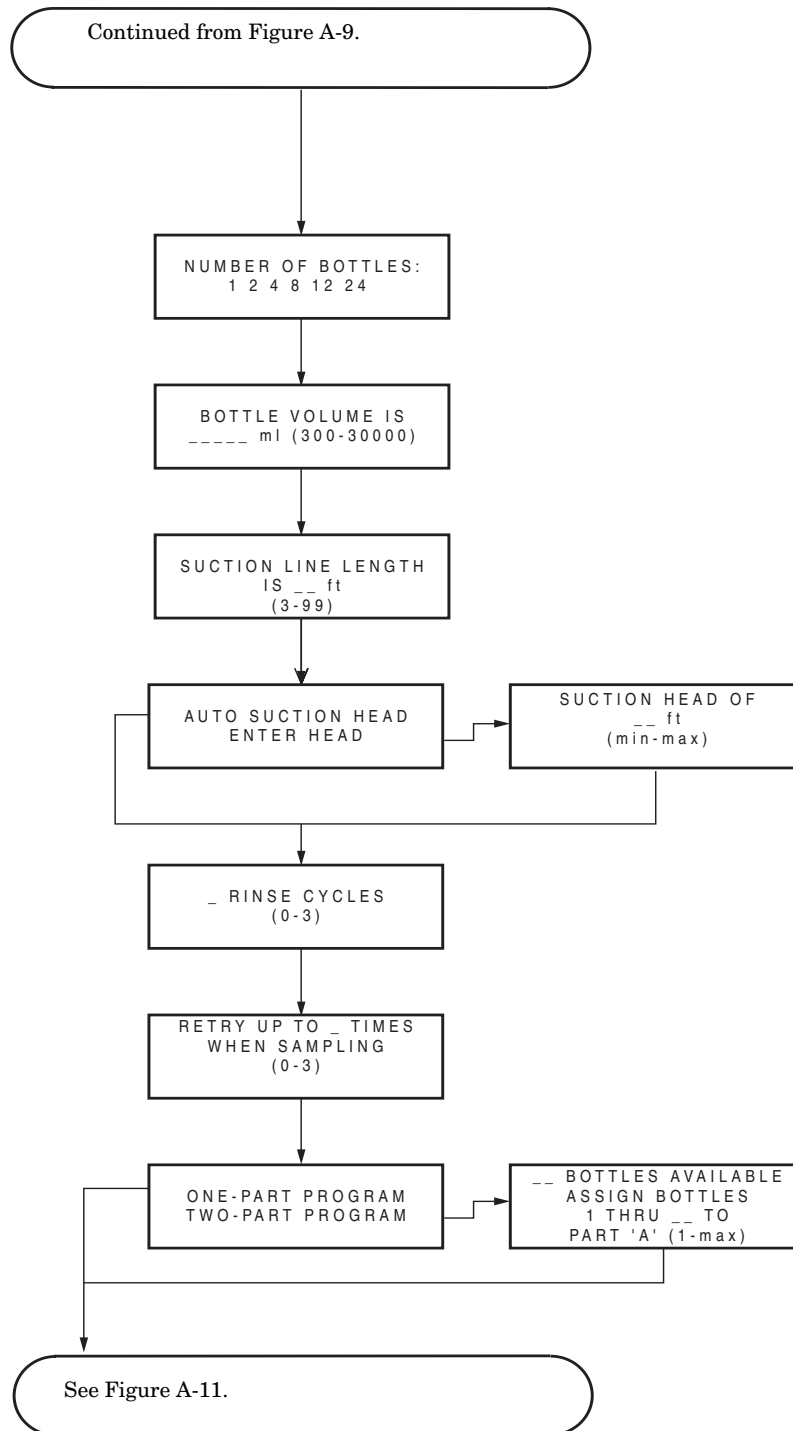 Continued from Figure A-9.
NUMBER OF BOTTLES:
1 2 4 8 12 24
BOTTLE VOLUME IS
_____ ml (300-30000)
SUCTION LINE LENGTH
IS __ ft
(3-99)
AUTO SUCTION HEAD
ENTER HEAD
SUCTION HEAD OF
__ ft
(min-max)
_ RINSE CYCLES
(0-3)
RETRY UP TO _ TIMES
WHEN SAMPLING
(0-3)
ONE-PART PROGRAM
TWO-PART PROGRAM
__ BOTTLES AVAILABLE
ASSIGN BOTTLES
1 THRU __ TO
PART 'A' (1-max)
See Figure A-11.